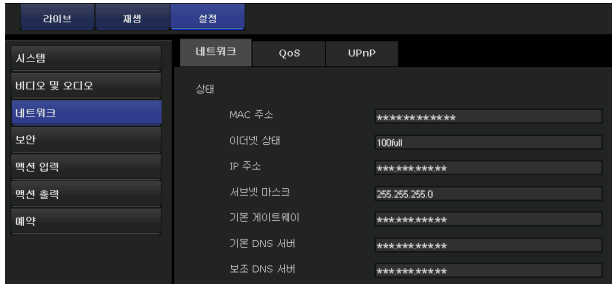 라이브 재생 설정
네트워크 QoS UPnP
시스템
비디오 및 오디오
네트워크
보안
액션 입력
액션 출력
예약
상태
MAC 주소 ************
이더넷 상태 100full
IP 주소 ***.***.**.**
서브넷 마스크 255.255.255.0
기본 게이트웨이 ***.***.**.**
기본 DNS 서버 ***.***.**.**
보조 DNS 서버 ***.***.**.**